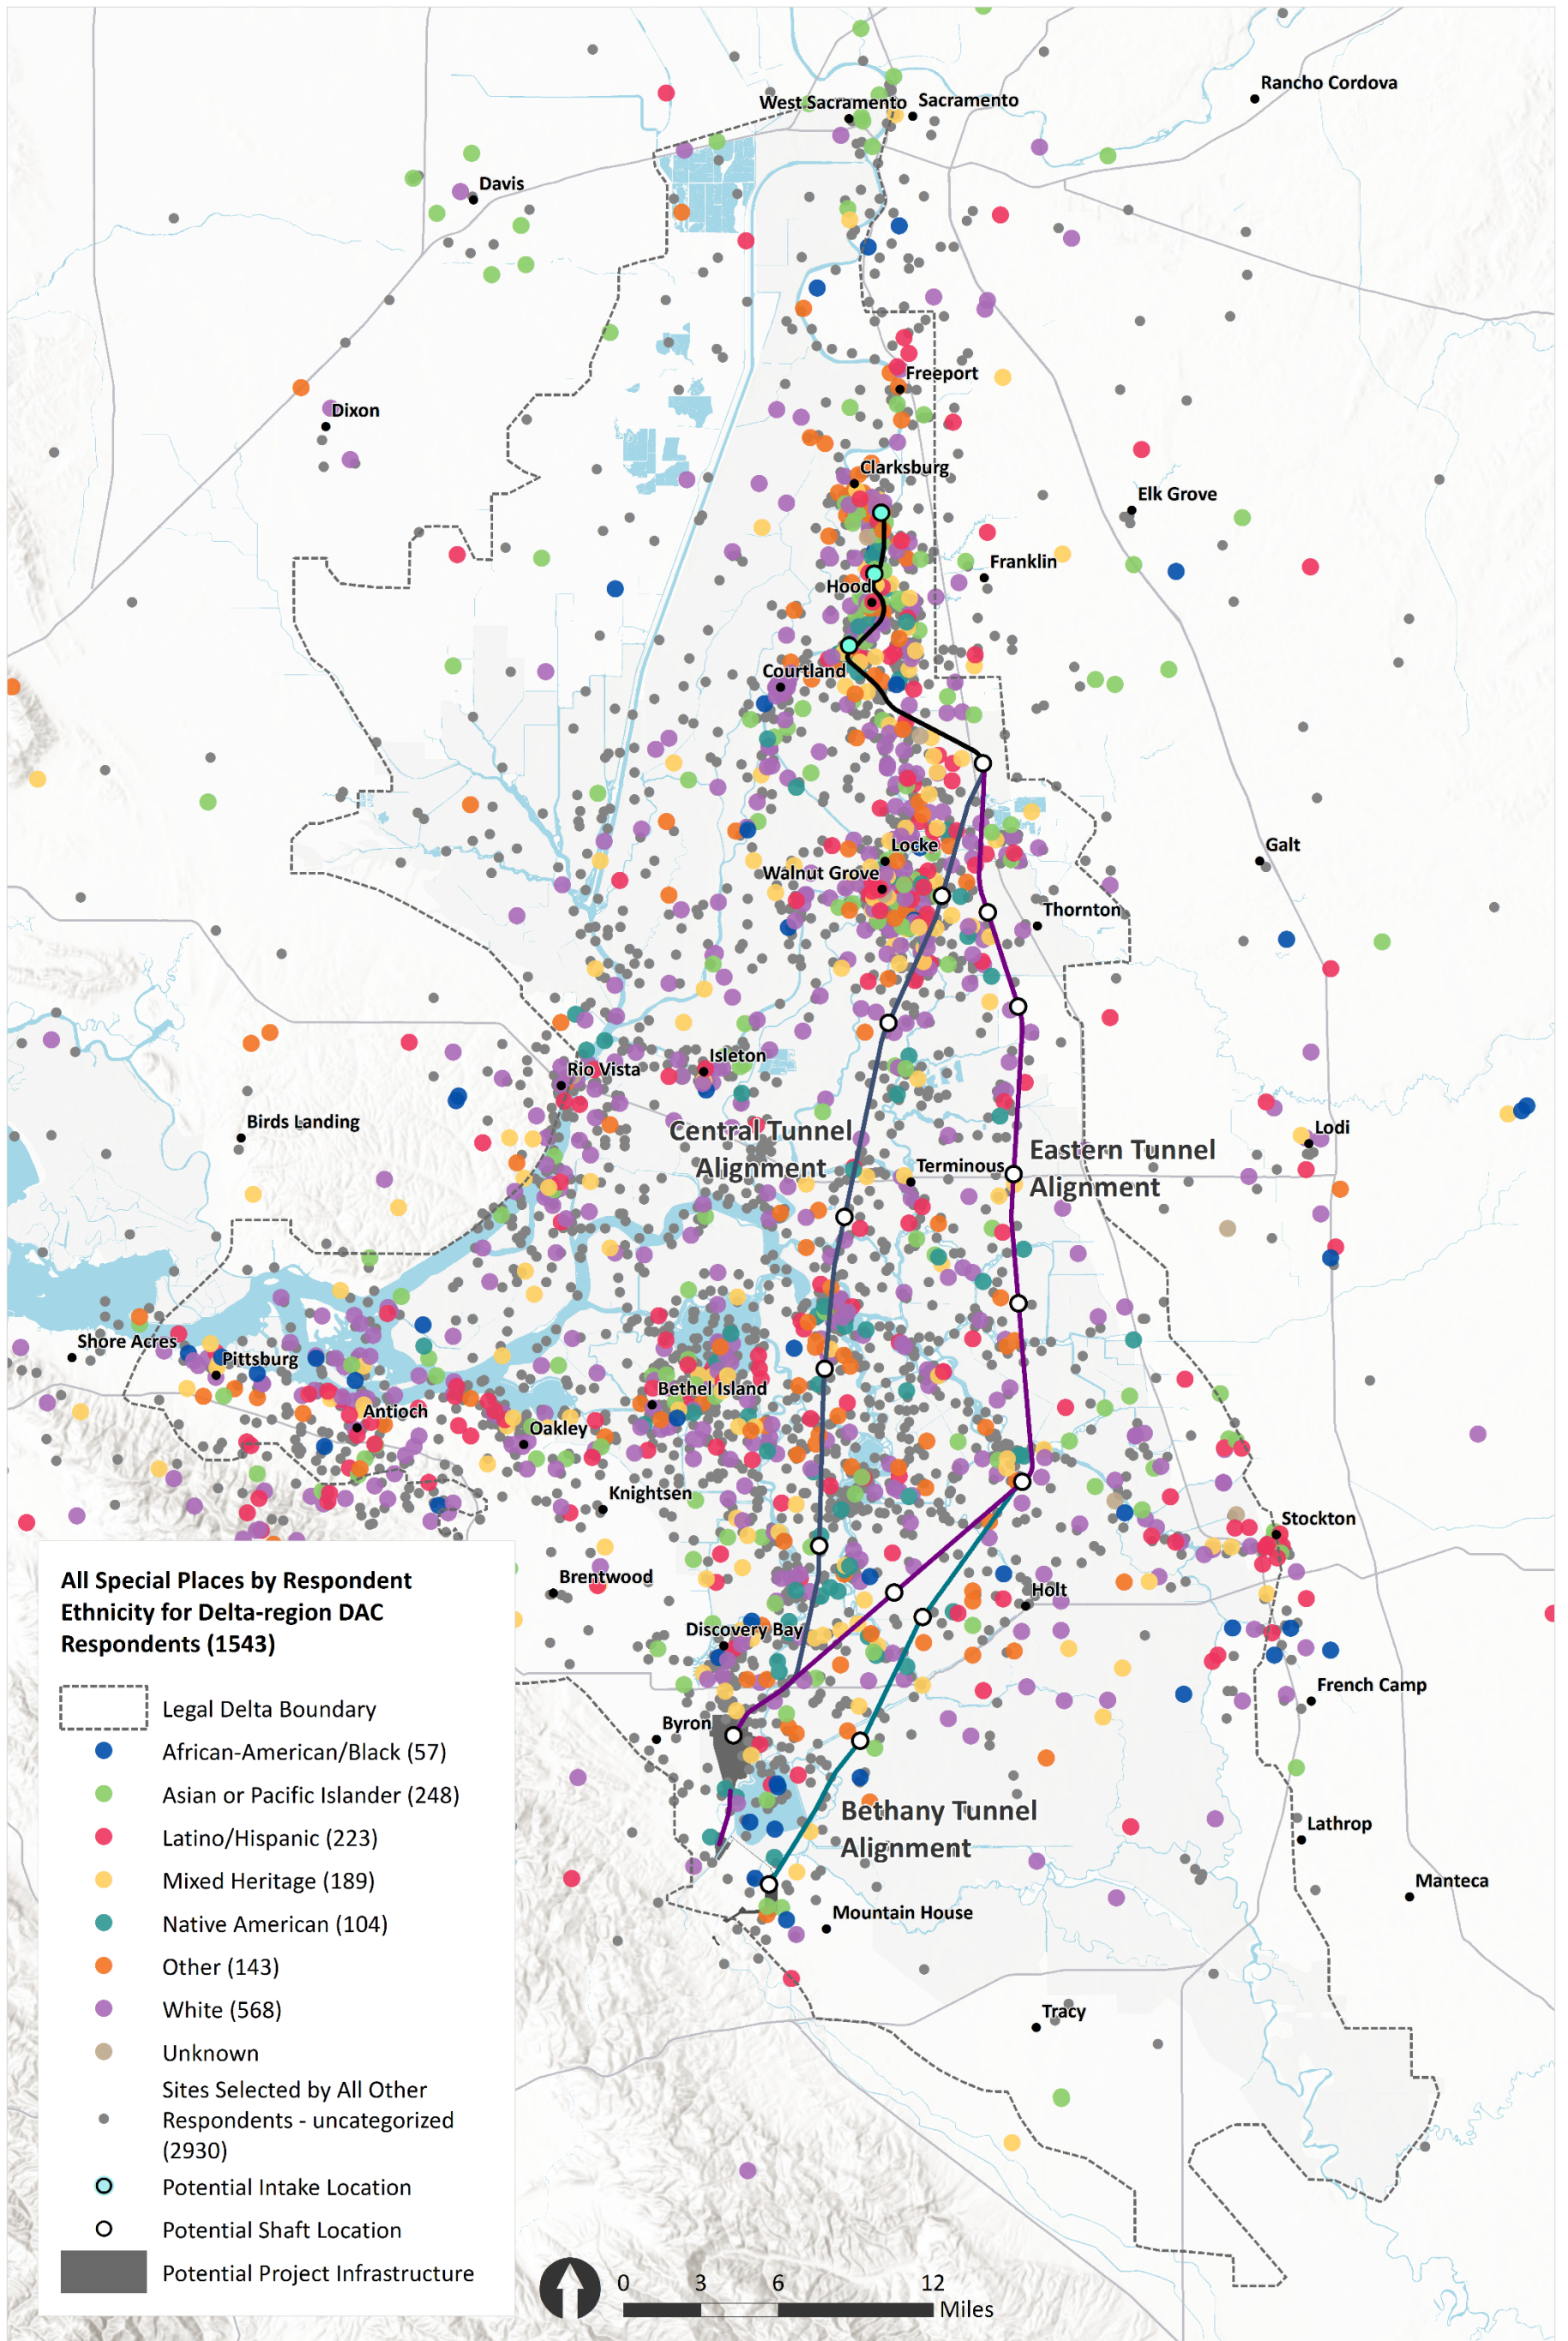 Rancho Cordova
West Sacramento
Sacramento
Davis
Freeport
Dixon
Clarksburg
Elk Grove
Franklin
Hood
Courtland
Locke
Galt
Walnut Grove
Thornton
Isleton
Rio Vista
Birds Landing
Lodi
Central Tunnel
Alignment
Eastern Tunnel
Alignment
Terminous
Shore Acres
Pittsburg
Bethel Island
Antioch
Oakley
Knightsen
Stockton
Brentwood
Holt
Discovery Bay
French Camp
Byron
Bethany Tunnel
Alignment
Lathrop
Manteca
Mountain House
Tracy
All Special Places by Respondent
Ethnicity for Delta-region DAC
Respondents (1543)
Legal Delta Boundary
African-American/Black (57)
Asian or Pacific Islander (248)
Latino/Hispanic (223)
Mixed Heritage (189)
Native American (104)
Other (143)
White (568)
Unknown
Sites Selected by All Other
Respondents - uncategorized
(2930)
Potential Intake Location
Potential Shaft Location
Potential Project Infrastructure
0 3 6 12
Miles